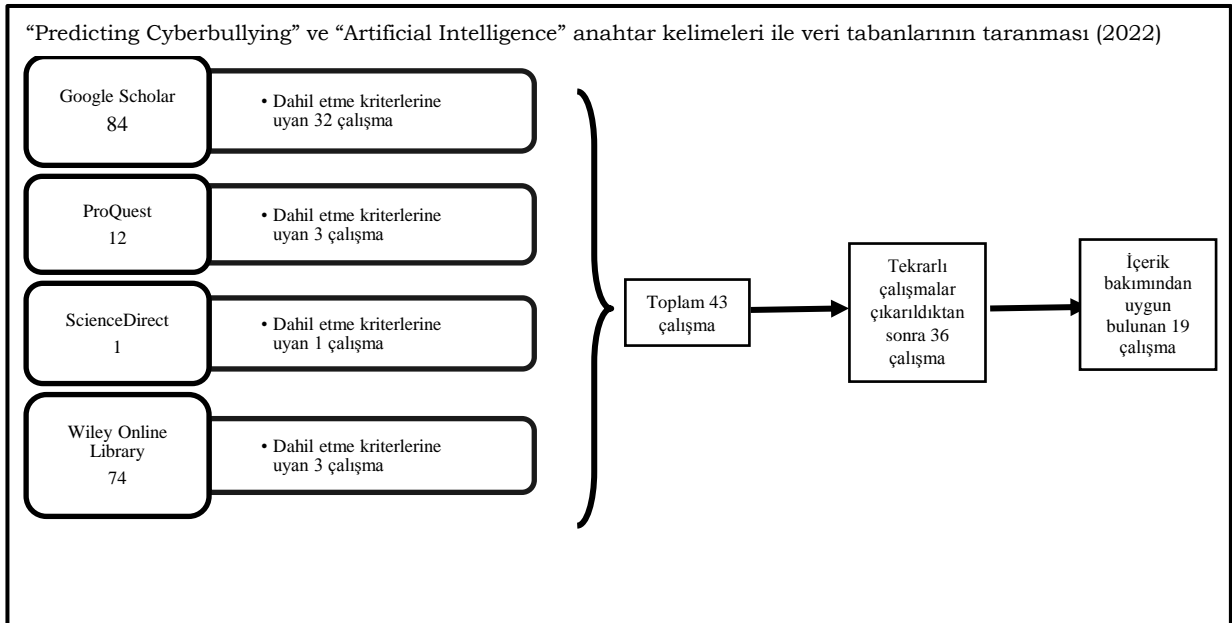 “Predicting Cyberbullying” ve “Artificial Intelligence” anahtar kelimeleri ile veri tabanlarının taranması (2022)
Google Scholar
84
• Dahil etme kriterlerine
uyan 32 çalışma
ProQuest
12
• Dahil etme kriterlerine
uyan 3 çalışma
ScienceDirect
1
• Dahil etme kriterlerine
uyan 1 çalışma
Wiley Online
Library
74
• Dahil etme kriterlerine
uyan 3 çalışma
Toplam 43
çalışma
Tekrarlı
çalışmalar
çıkarıldıktan
sonra 36
çalışma
İçerik
bakımından
uygun
bulunan 19
çalışma